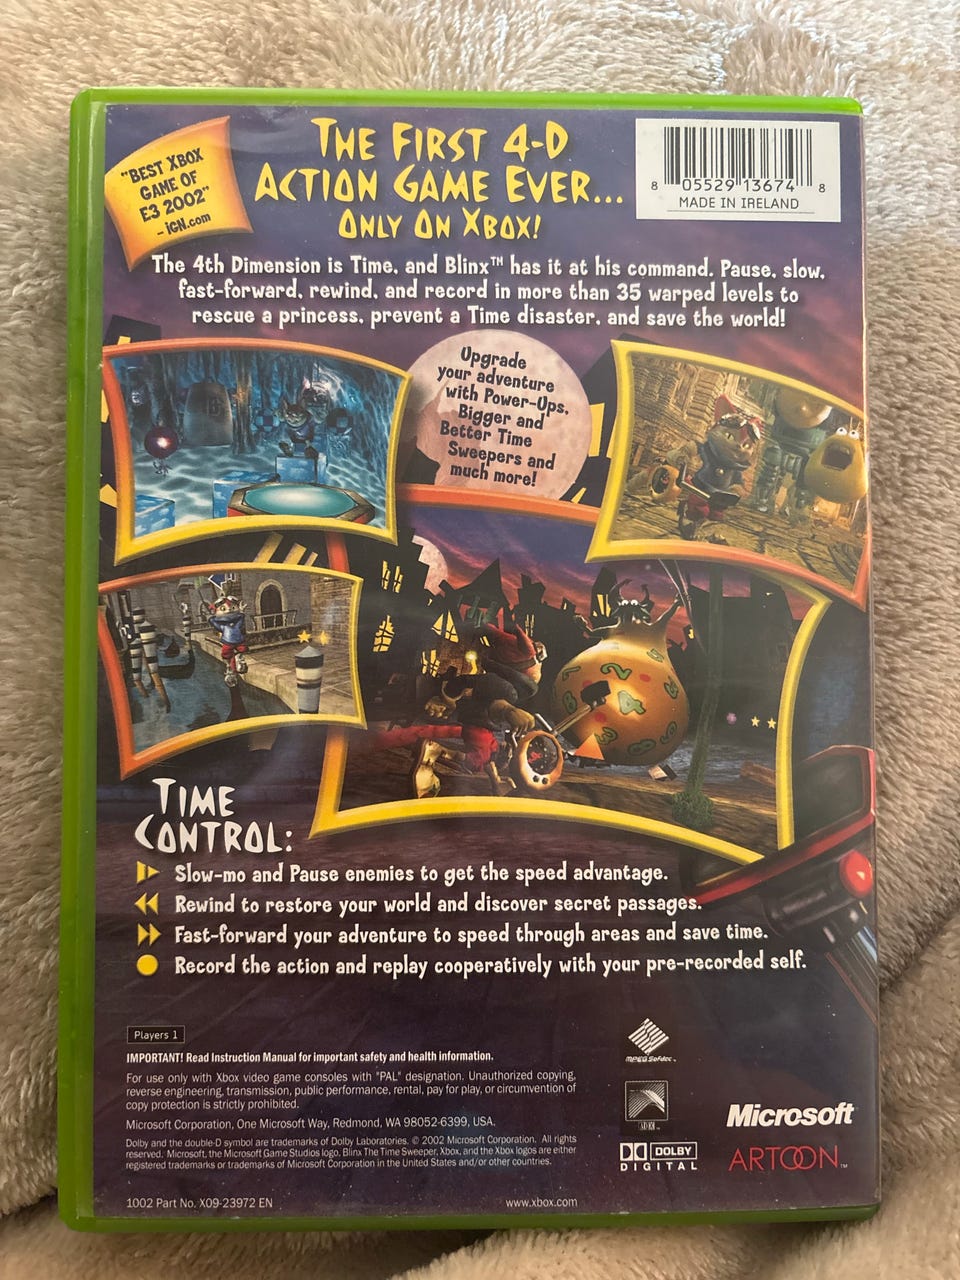 "BEST XBOX
GAME OF
E3 2002"
– iGN.com
THE FIRST 4-D
ACTION GAME EVER...
ONLY ON XBOX!
8 05529 13674 8
MADE IN IRELAND
The 4th Dimension is Time, and Blinx™ has it at his command. Pause, slow,
fast-forward, rewind, and record in more than 35 warped levels to
rescue a princess, prevent a Time disaster, and save the world!
Upgrade
your adventure
with Power-Ups,
Bigger and
Better Time
Sweepers and
much more!
TIME
CONTROL:
Slow-mo and Pause enemies to get the speed advantage.
Rewind to restore your world and discover secret passages.
Fast-forward your adventure to speed through areas and save time.
Record the action and replay cooperatively with your pre-recorded self.
Players 1
IMPORTANT! Read Instruction Manual for important safety and health information.
For use only with Xbox video game consoles with "PAL" designation. Unauthorized copying,
reverse engineering, transmission, public performance, rental, pay for play, or circumvention of
copy protection is strictly prohibited.
Microsoft Corporation, One Microsoft Way, Redmond, WA 98052-6399, USA.
Dolby and the double-D symbol are trademarks of Dolby Laboratories. © 2002 Microsoft Corporation. All rights
reserved. Microsoft, the Microsoft Game Studios logo, Blinx The Time Sweeper, Xbox, and the Xbox logos are either
registered trademarks or trademarks of Microsoft Corporation in the United States and/or other countries.
1002 Part No. X09-23972 EN
www.xbox.com
MPEG Sofdec™
ADX™
DOLBY
DIGITAL
Microsoft
ARTOON™